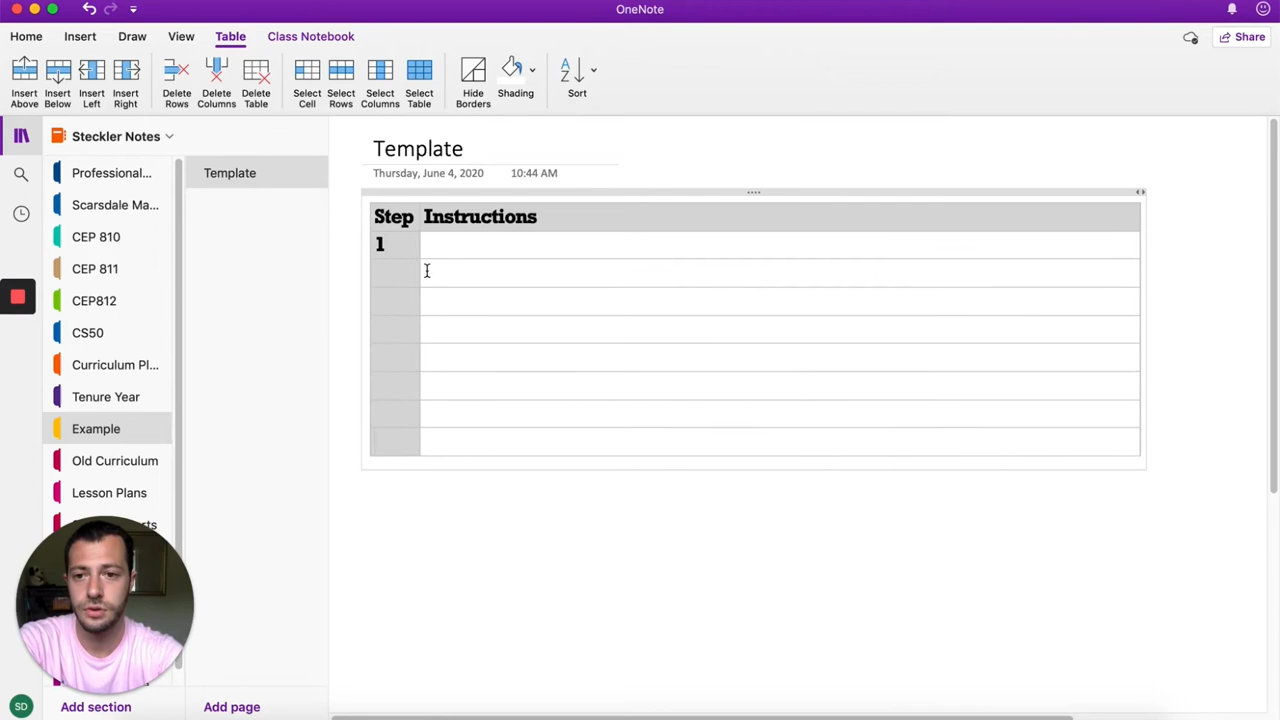 OneNote
Home Insert Draw View Table Class Notebook Share
Insert Above
Insert Below
Insert Left
Insert Right
Delete Rows
Delete Columns
Delete Table
Select Cell
Select Rows
Select Columns
Select Table
Hide Borders
Shading
Sort
Steckler Notes
Professional...
Scarsdale Ma...
CEP 810
CEP 811
CEP812
CS50
Curriculum Pl...
Tenure Year
Example
Old Curriculum
Lesson Plans
Add section
Template
Add page
Template
Thursday, June 4, 2020 10:44 AM
Step Instructions
1
SD